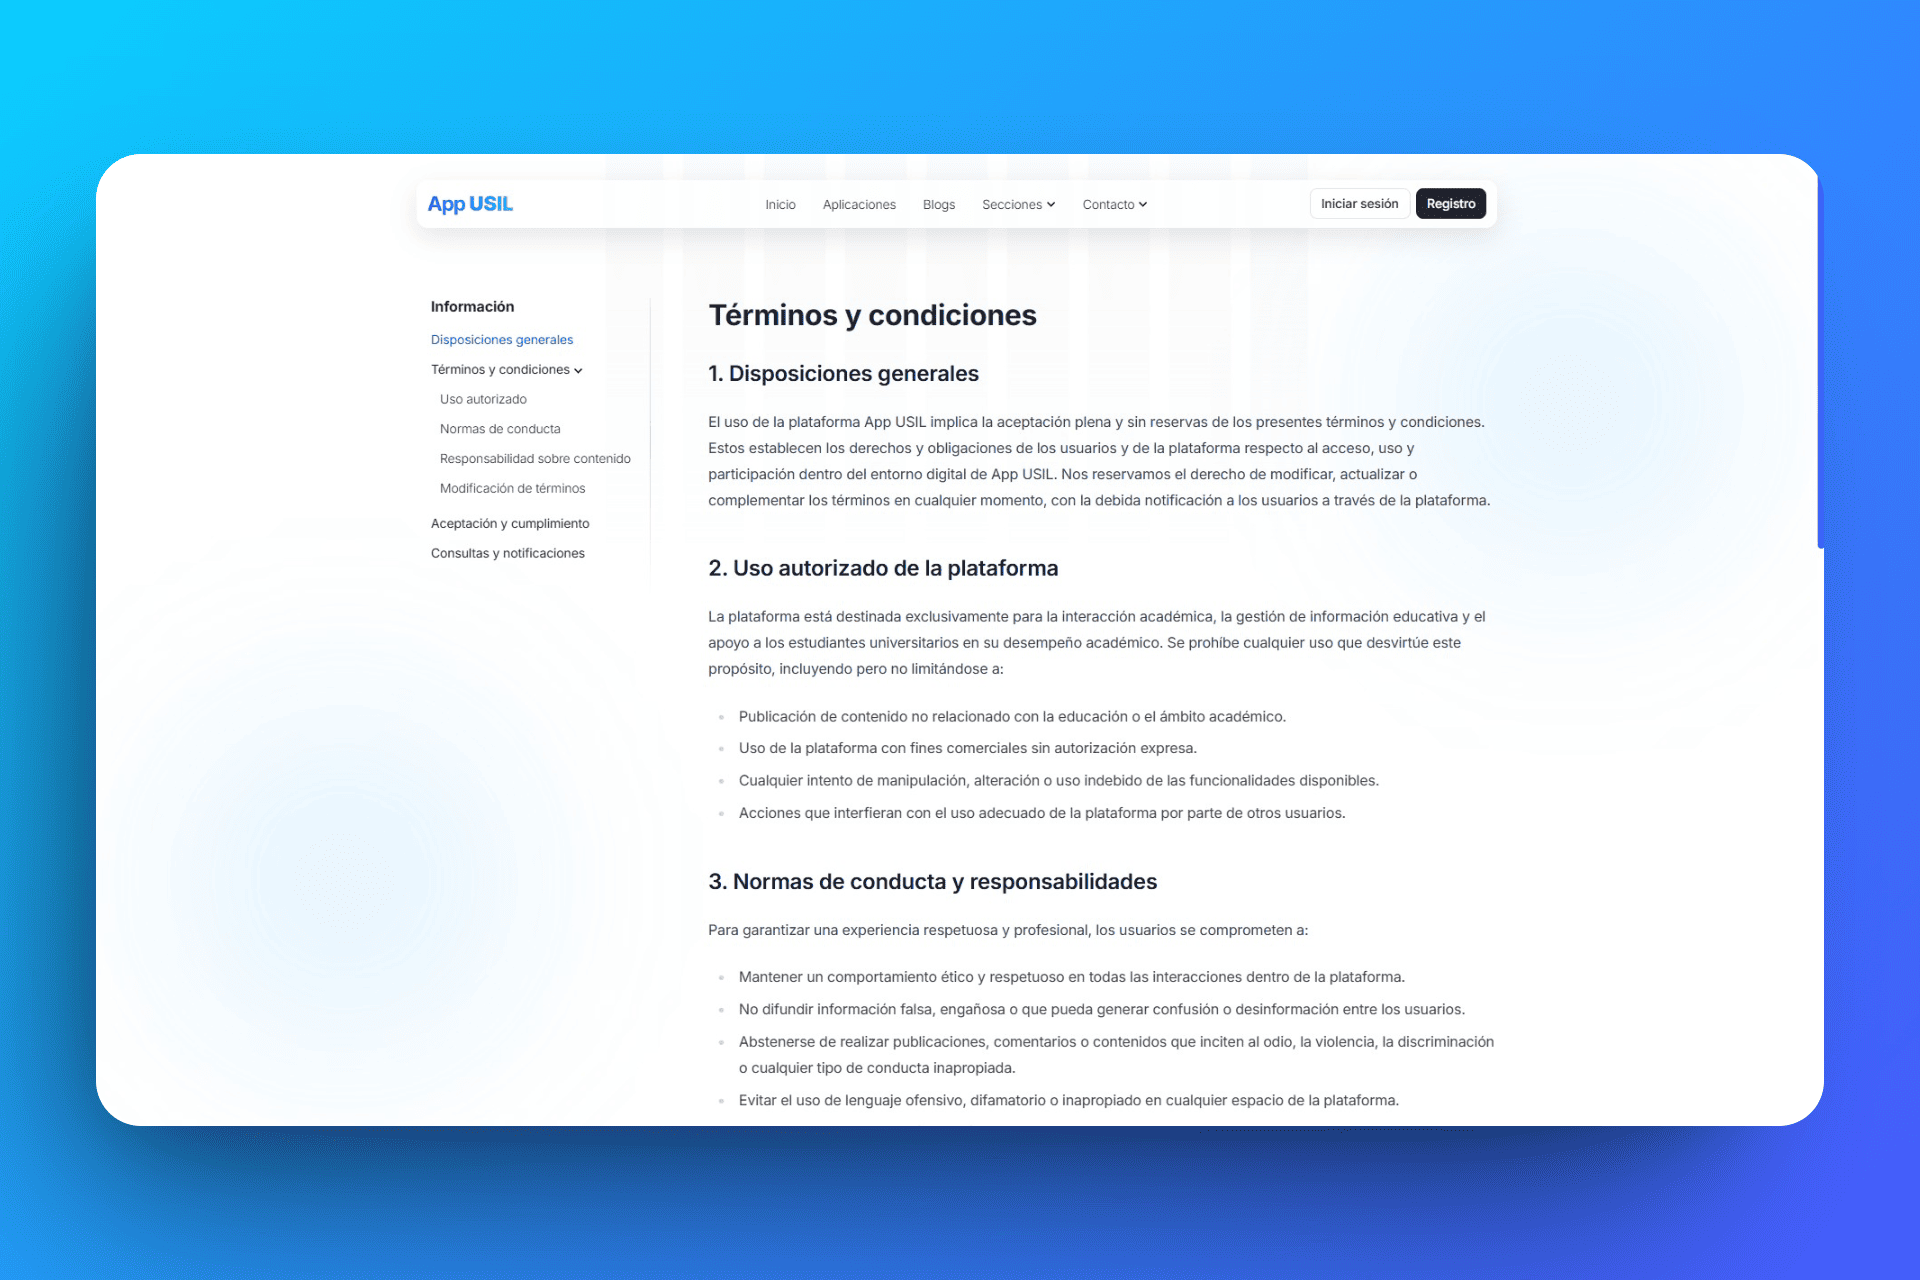 App USIL
Inicio
Aplicaciones
Blogs
Secciones
Contacto
Iniciar sesión
Registro
Información
Disposiciones generales
Términos y condiciones
Uso autorizado
Normas de conducta
Responsabilidad sobre contenido
Modificación de términos
Aceptación y cumplimiento
Consultas y notificaciones
Términos y condiciones
1. Disposiciones generales
El uso de la plataforma App USIL implica la aceptación plena y sin reservas de los presentes términos y condiciones.
Estos establecen los derechos y obligaciones de los usuarios y de la plataforma respecto al acceso, uso y
participación dentro del entorno digital de App USIL. Nos reservamos el derecho de modificar, actualizar o
complementar los términos en cualquier momento, con la debida notificación a los usuarios a través de la plataforma.
2. Uso autorizado de la plataforma
La plataforma está destinada exclusivamente para la interacción académica, la gestión de información educativa y el
apoyo a los estudiantes universitarios en su desempeño académico. Se prohíbe cualquier uso que desvirtúe este
propósito, incluyendo pero no limitándose a:
Publicación de contenido no relacionado con la educación o el ámbito académico.
Uso de la plataforma con fines comerciales sin autorización expresa.
Cualquier intento de manipulación, alteración o uso indebido de las funcionalidades disponibles.
Acciones que interfieran con el uso adecuado de la plataforma por parte de otros usuarios.
3. Normas de conducta y responsabilidades
Para garantizar una experiencia respetuosa y profesional, los usuarios se comprometen a:
Mantener un comportamiento ético y respetuoso en todas las interacciones dentro de la plataforma.
No difundir información falsa, engañosa o que pueda generar confusión o desinformación entre los usuarios.
Abstenerse de realizar publicaciones, comentarios o contenidos que inciten al odio, la violencia, la discriminación
o cualquier tipo de conducta inapropiada.
Evitar el uso de lenguaje ofensivo, difamatorio o inapropiado en cualquier espacio de la plataforma.